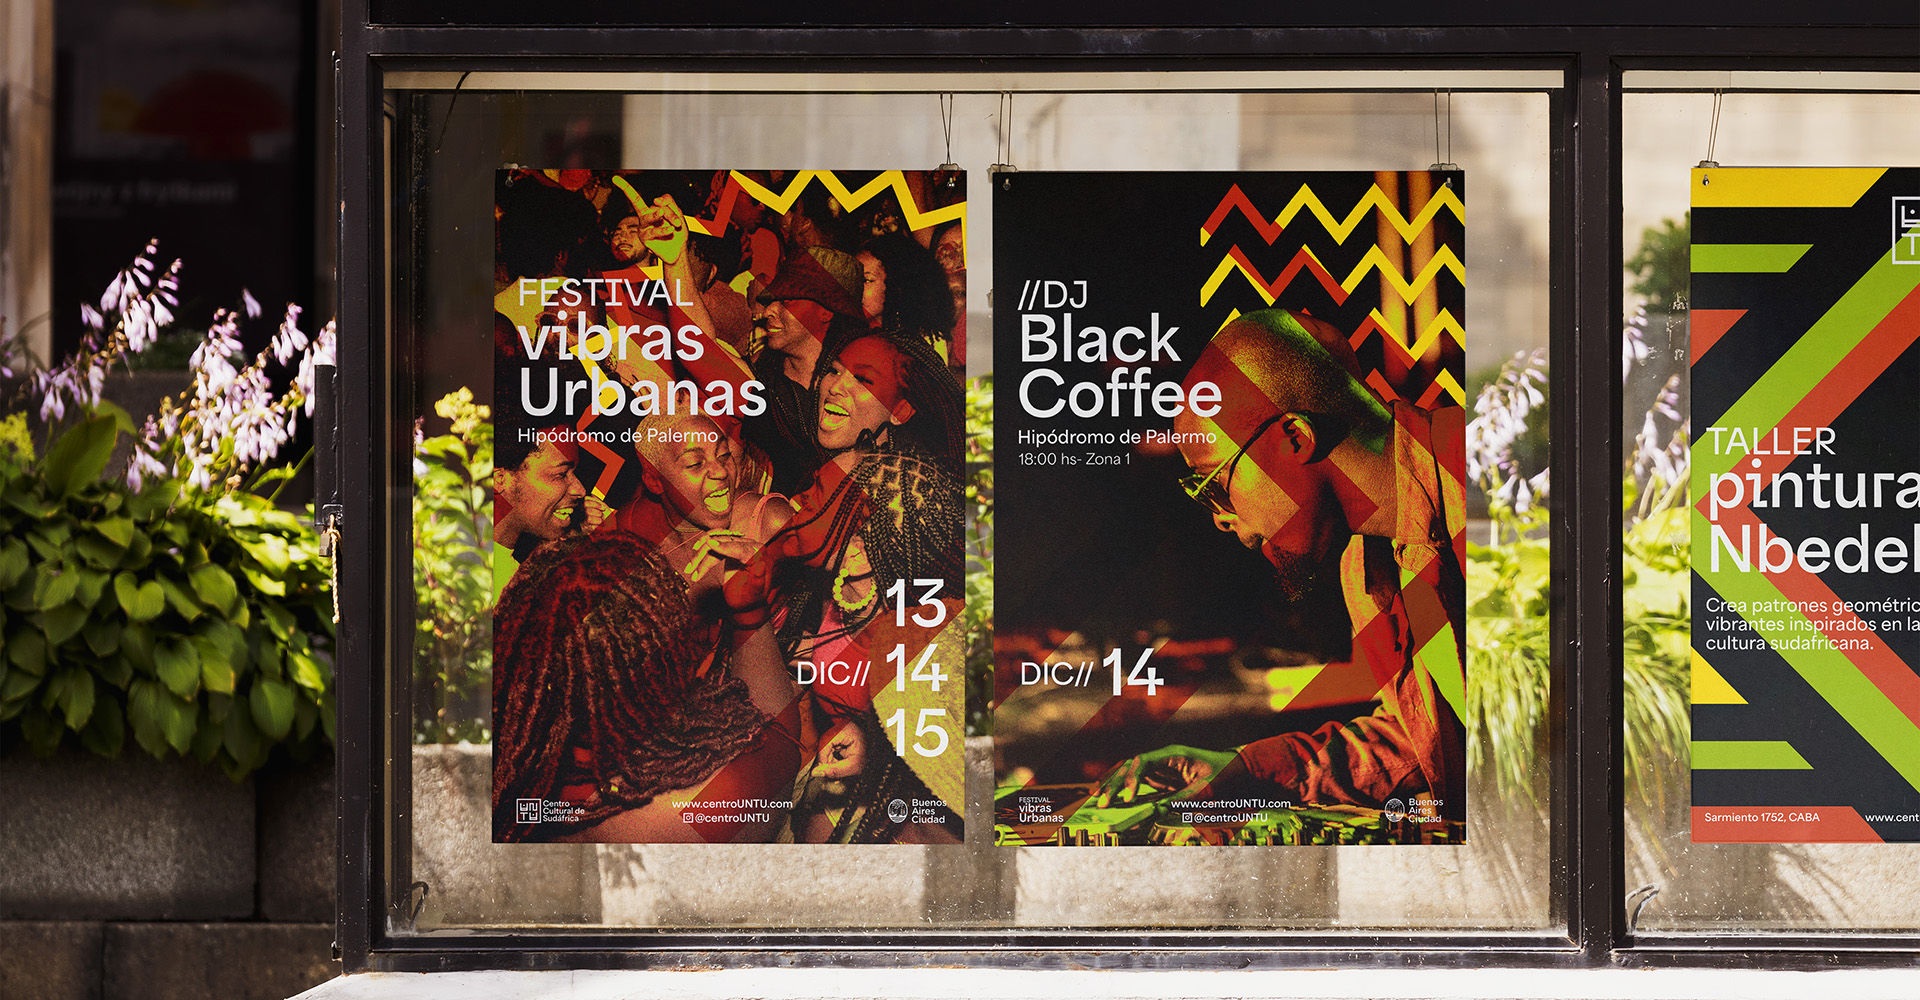 FESTIVAL
vibras
Urbanas
Hipódromo de Palermo
13
DIC// 14
15
UNTU
Centro
Cultural de
Sudáfrica
www.centroUNTU.com
@centroUNTU
Buenos
Aires
Ciudad
//DJ
Black
Coffee
Hipódromo de Palermo
18:00 hs- Zona 1
DIC// 14
FESTIVAL
vibras
Urbanas
www.centroUNTU.com
@centroUNTU
Buenos
Aires
Ciudad
TALLER
pintura
Nbedel
Crea patrones geométric
vibrantes inspirados en la
cultura sudafricana.
Sarmiento 1752, CABA
www.cent